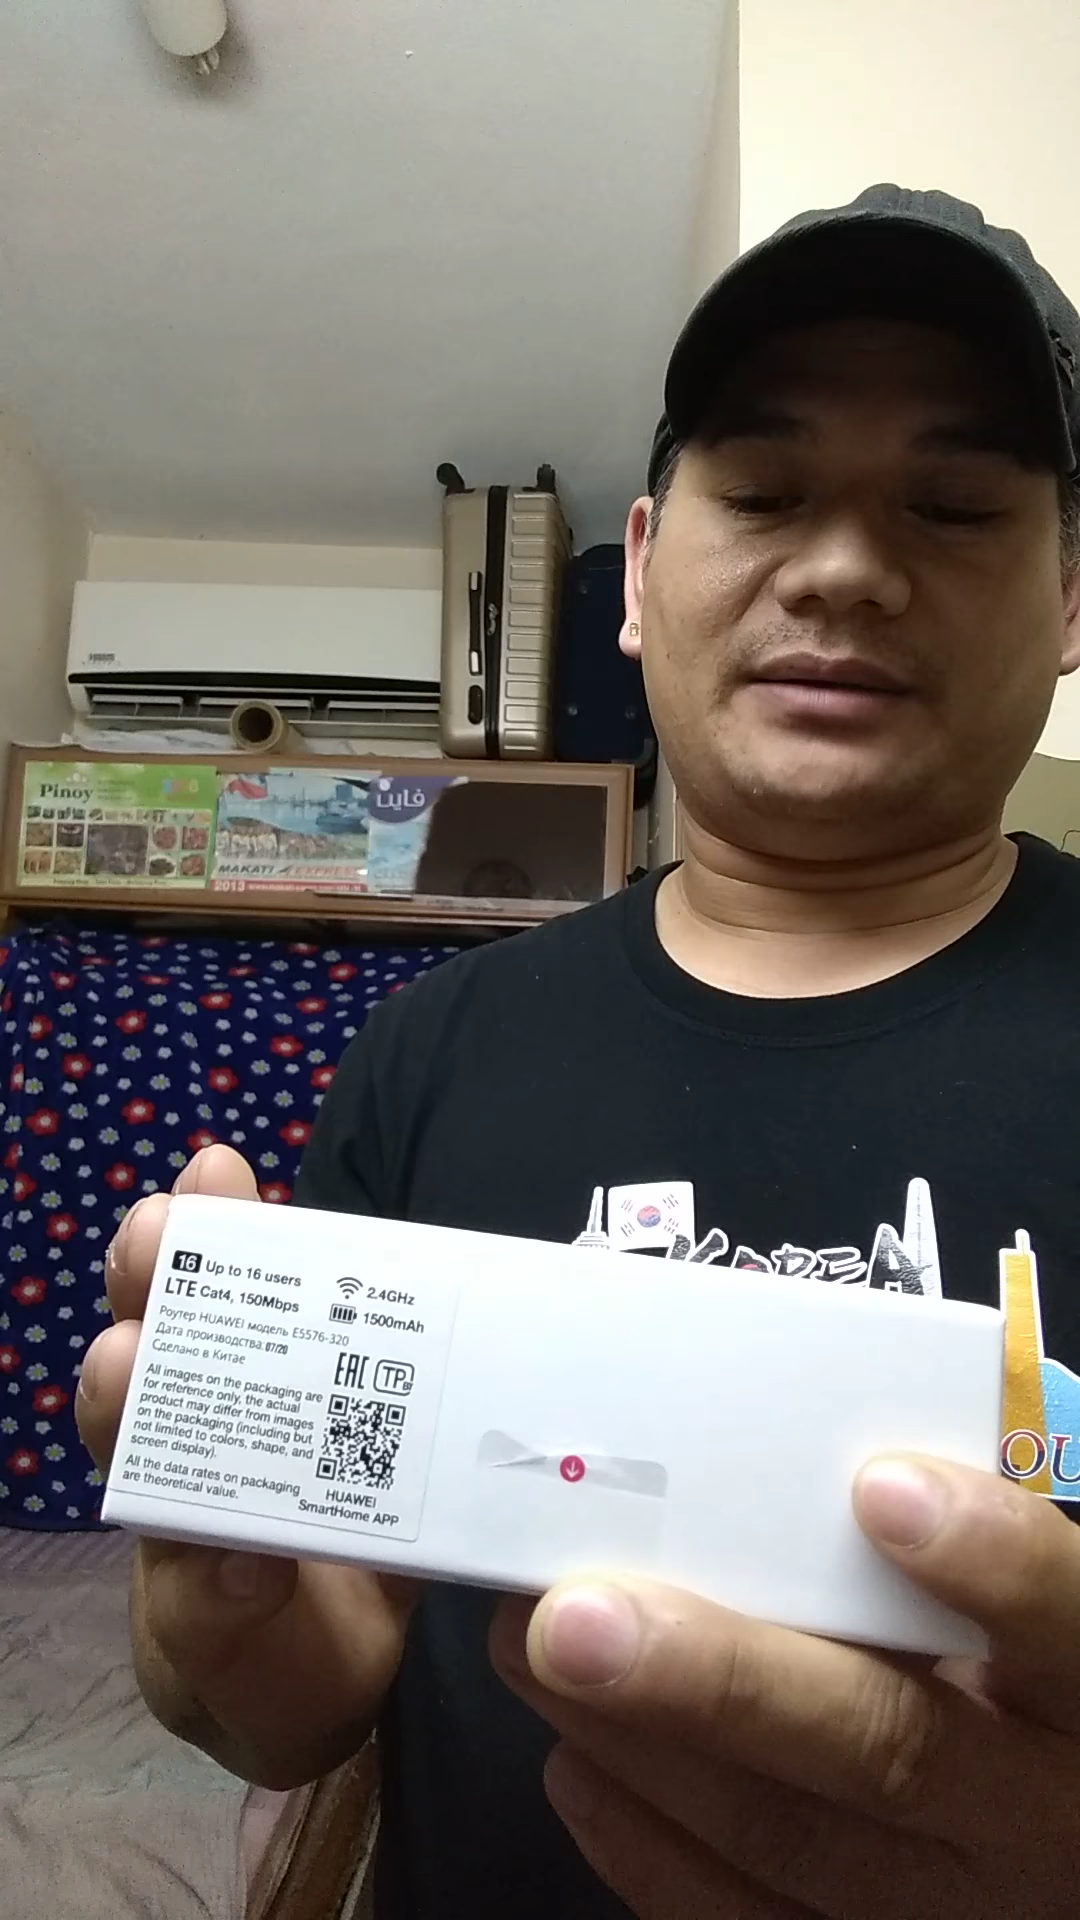 Pinoy
فاين
MAKATI EXPRESS
2013
KOREA
OU
16 Up to 16 users
2.4GHz
LTE Cat4, 150Mbps
1500mAh
Роутер HUAWEI модель E5576-320
Дата производства:07/20
Сделано в Китае
EAC
TP
All images on the packaging are
for reference only, the actual
product may differ from images
on the packaging (including but
not limited to colors, shape, and
screen display).
All the data rates on packaging
are theoretical value.
HUAWEI
SmartHome APP